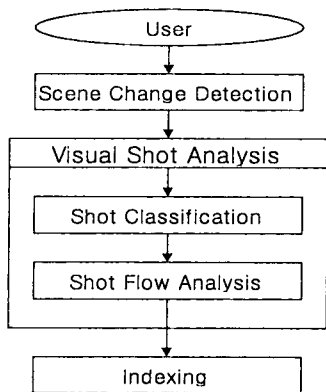 User
Scene Change Detection
Visual Shot Analysis
Shot Classification
Shot Flow Analysis
Indexing